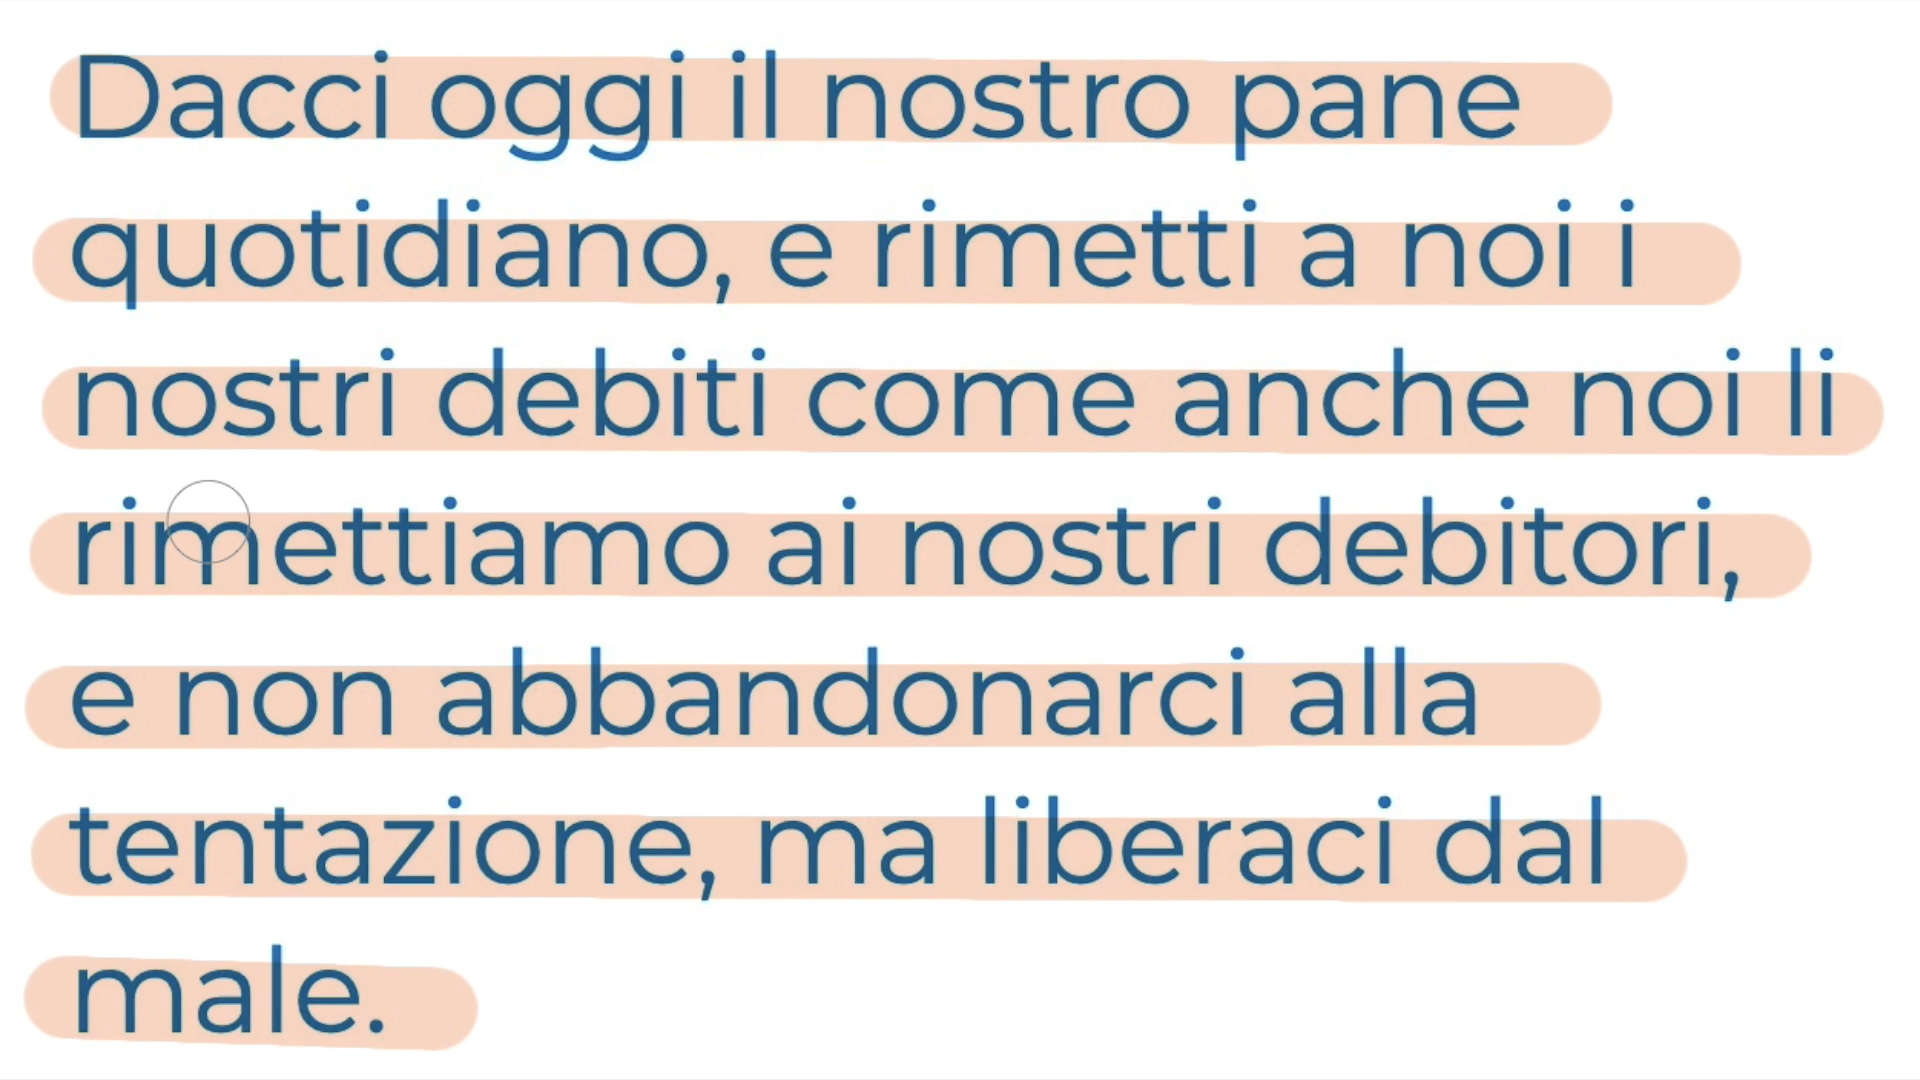 Dacci oggi il nostro pane
quotidiano, e rimetti a noi i
nostri debiti come anche noi li
rimettiamo ai nostri debitori,
e non abbandonarci alla
tentazione, ma liberaci dal
male.